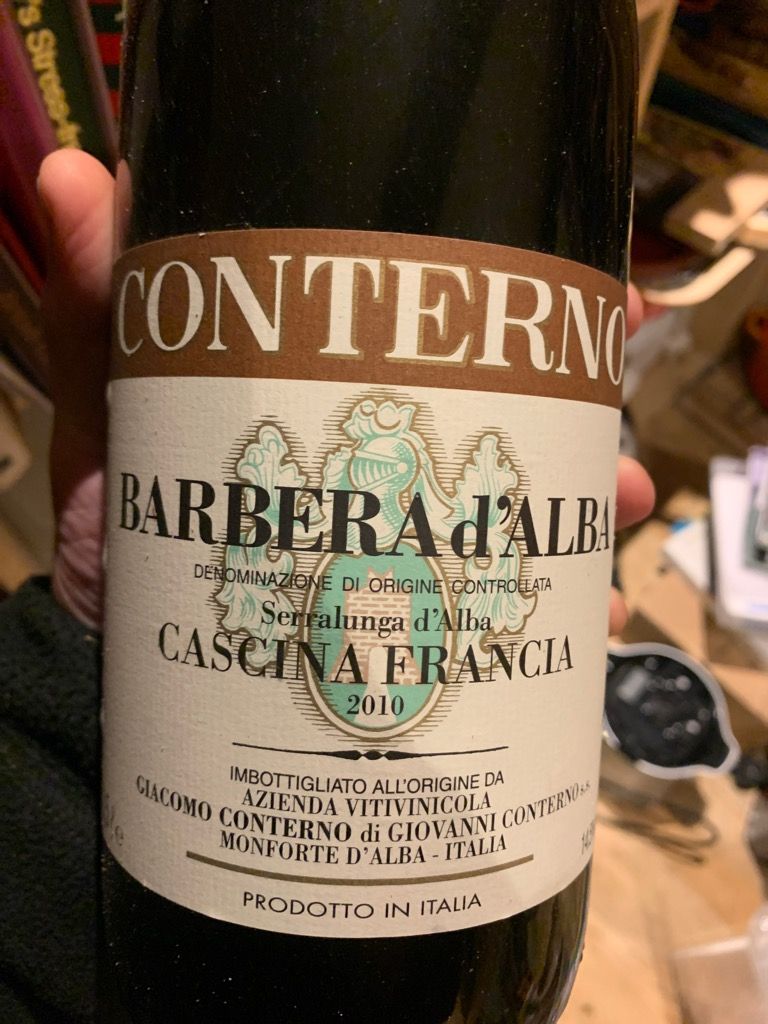 CONTERNO
BARBERA d'ALBA
DENOMINAZIONE DI ORIGINE CONTROLLATA
Serralunga d'Alba
CASCINA FRANCIA
2010
IMBOTTIGLIATO ALL'ORIGINE DA
AZIENDA VITIVINICOLA
GIACOMO CONTERNO di GIOVANNI CONTERNO s.s.
MONFORTE D'ALBA - ITALIA
PRODOTTO IN ITALIA